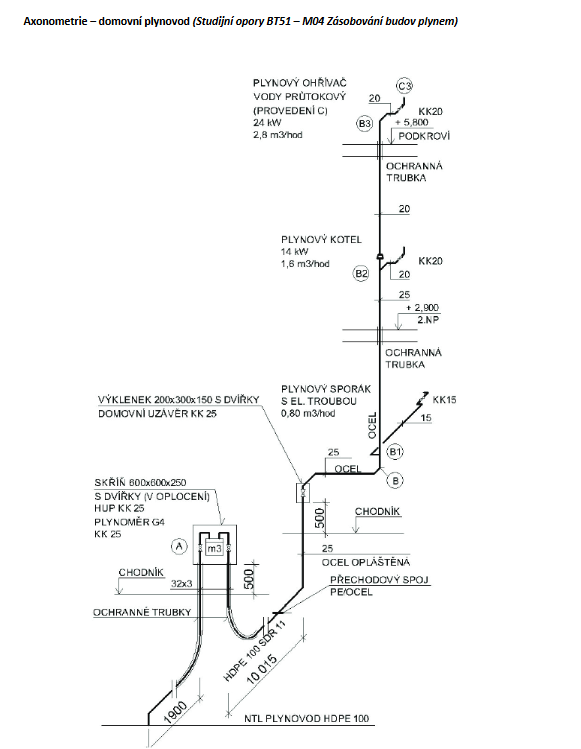 Axonometrie – domovní plynovod (Studijní opory BT51 – M04 Zásobování budov plynem)
PLYNOVÝ OHŘÍVAČ
VODY PRŮTOKOVÝ
(PROVEDENÍ C)
24 kW
2,8 m3/hod
C3
20
KK20
B3
+ 5,800
PODKROVÍ
OCHRANNÁ
TRUBKA
20
PLYNOVÝ KOTEL
14 kW
1,6 m3/hod
KK20
B2
20
25
+ 2,900
2.NP
OCHRANNÁ
TRUBKA
PLYNOVÝ SPORÁK
S EL. TROUBOU
0,80 m3/hod
VÝKLENEK 200x300x150 S DVÍŘKY
DOMOVNÍ UZÁVĚR KK 25
KK15
15
OCEL
B1
25
OCEL
B
SKŘÍŇ 600x600x250
S DVÍŘKY (V OPLOCENÍ)
HUP KK 25
PLYNOMĚR G4
KK 25
500
CHODNÍK
A
m3
25
OCEL OPLÁŠTĚNÁ
CHODNÍK
32x3
500
PŘECHODOVÝ SPOJ
PE/OCEL
OCHRANNÉ TRUBKY
HDPE 100 SDR 11
10 015
1900
NTL PLYNOVOD HDPE 100